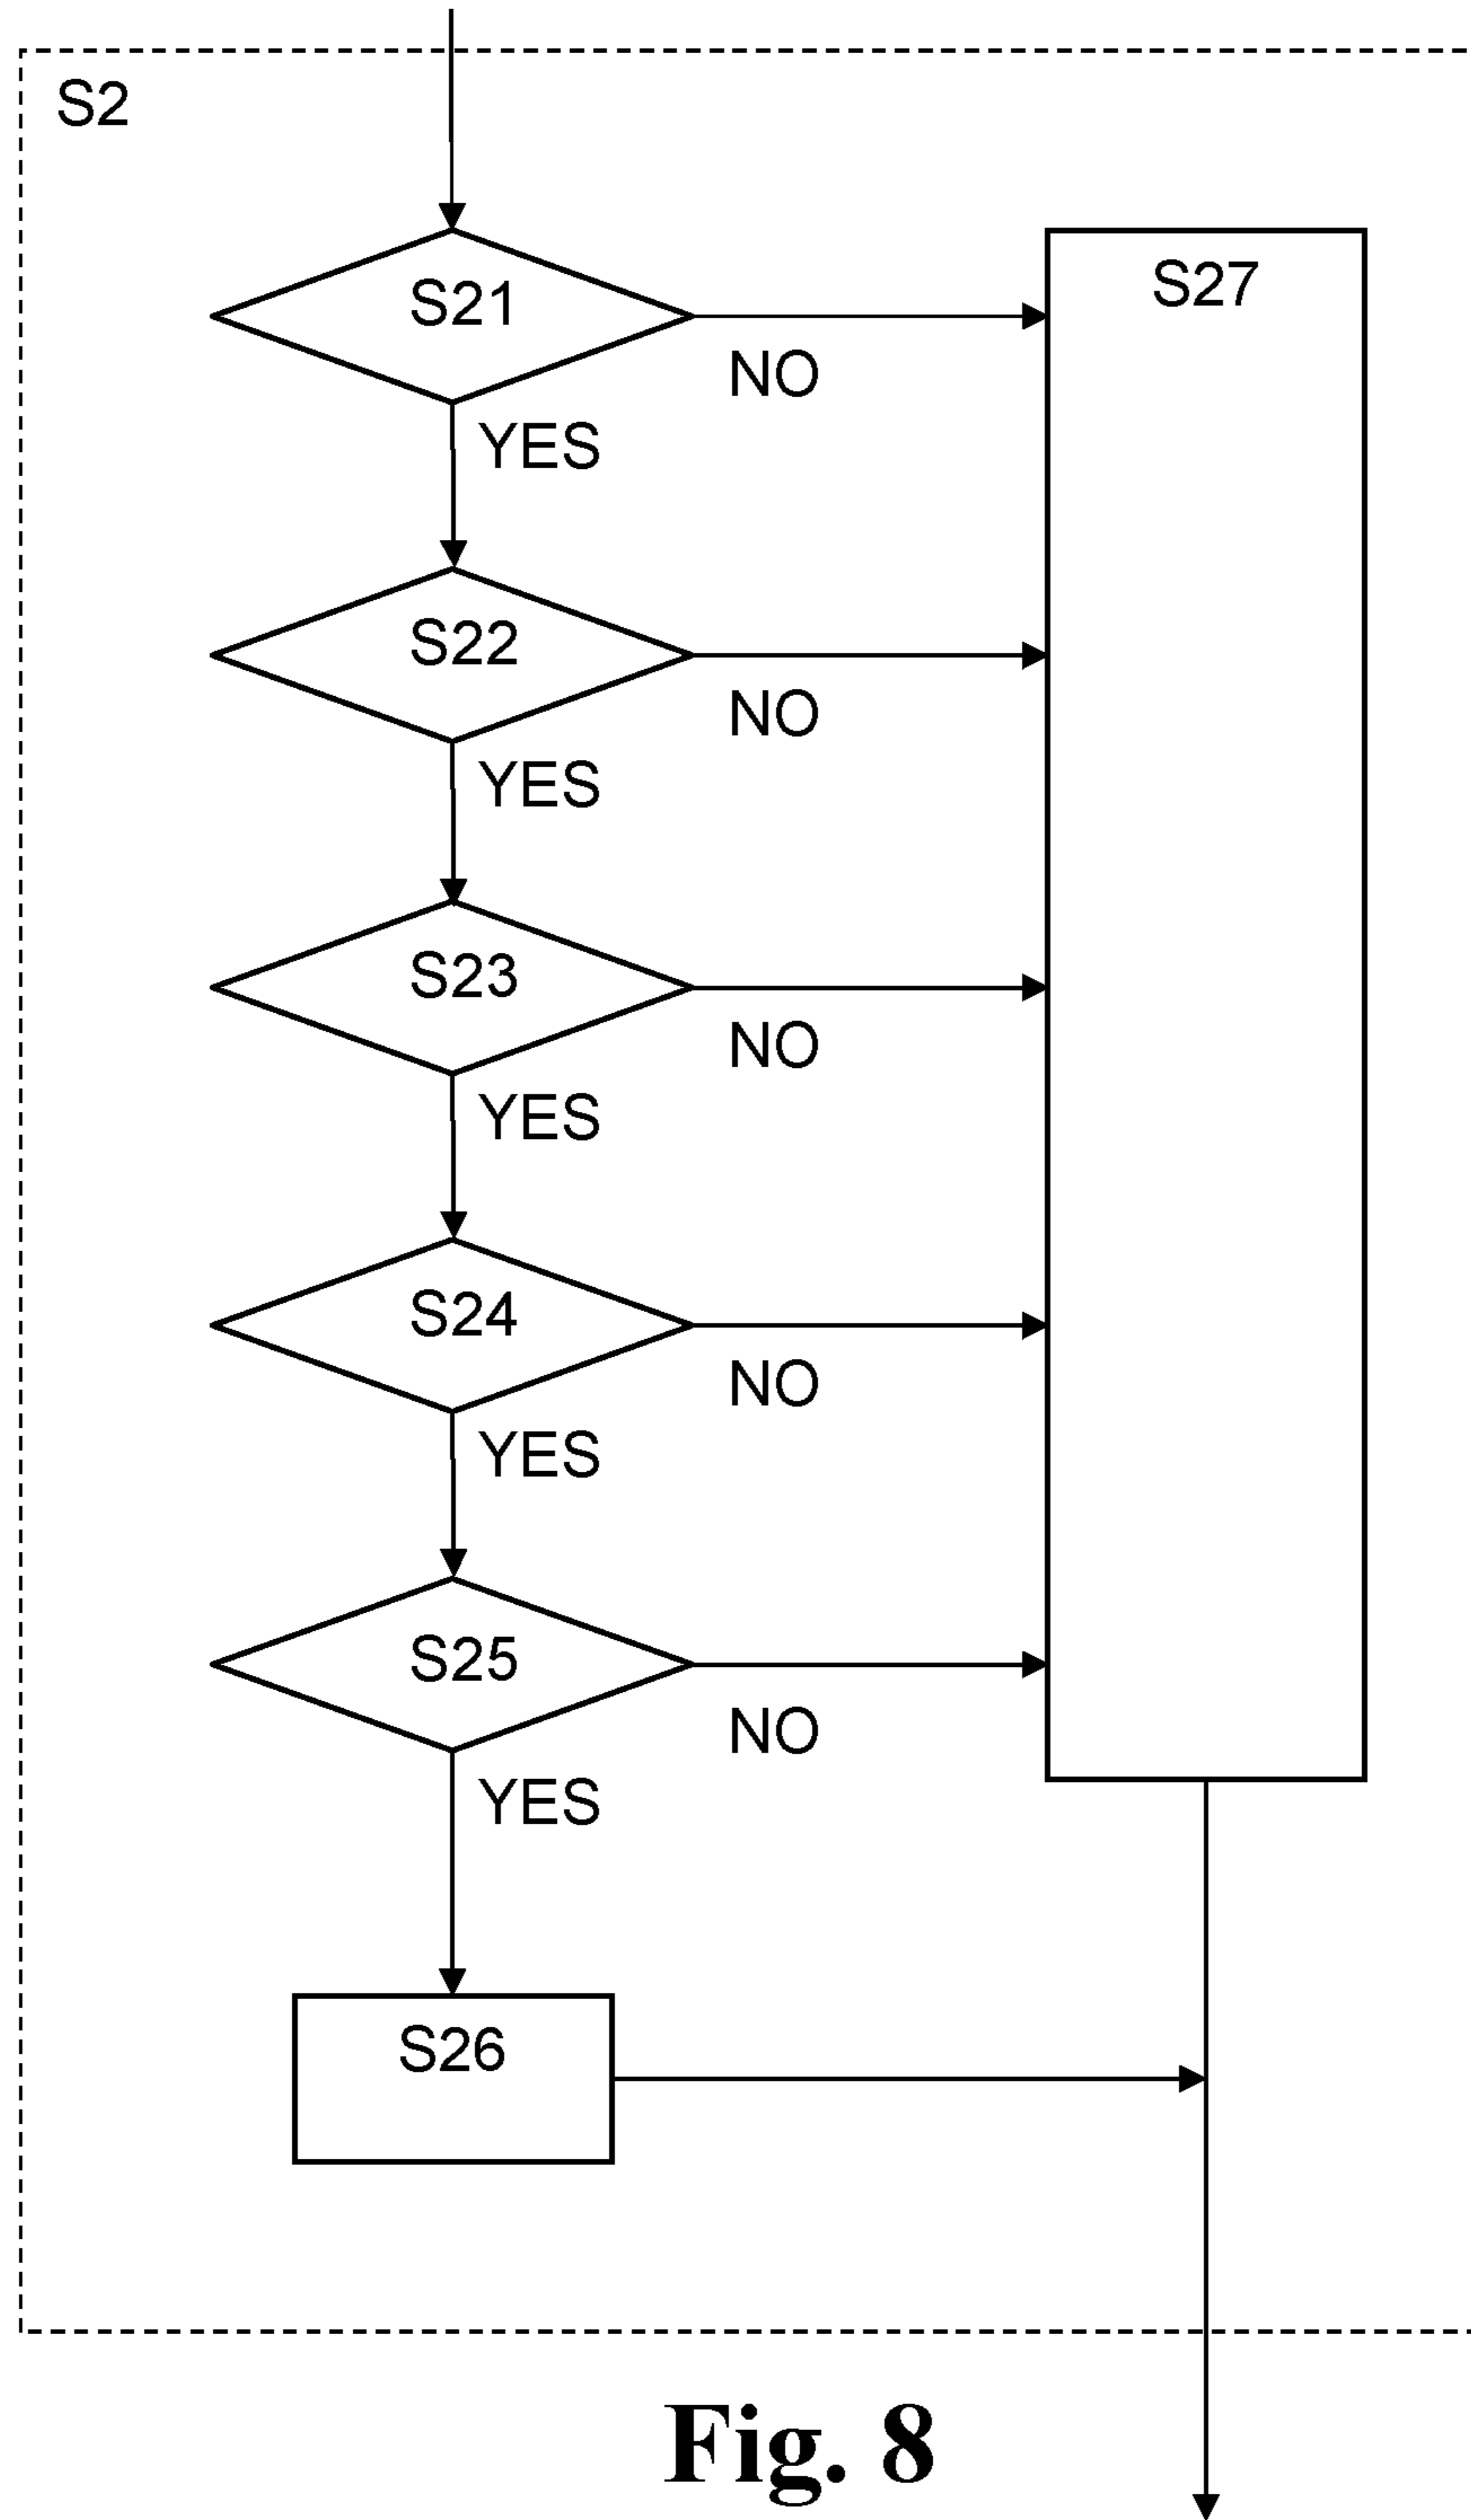 S2
S21
S27
NO
YES
S22
NO
YES
S23
NO
YES
S24
NO
YES
S25
NO
YES
S26
Fig. 8